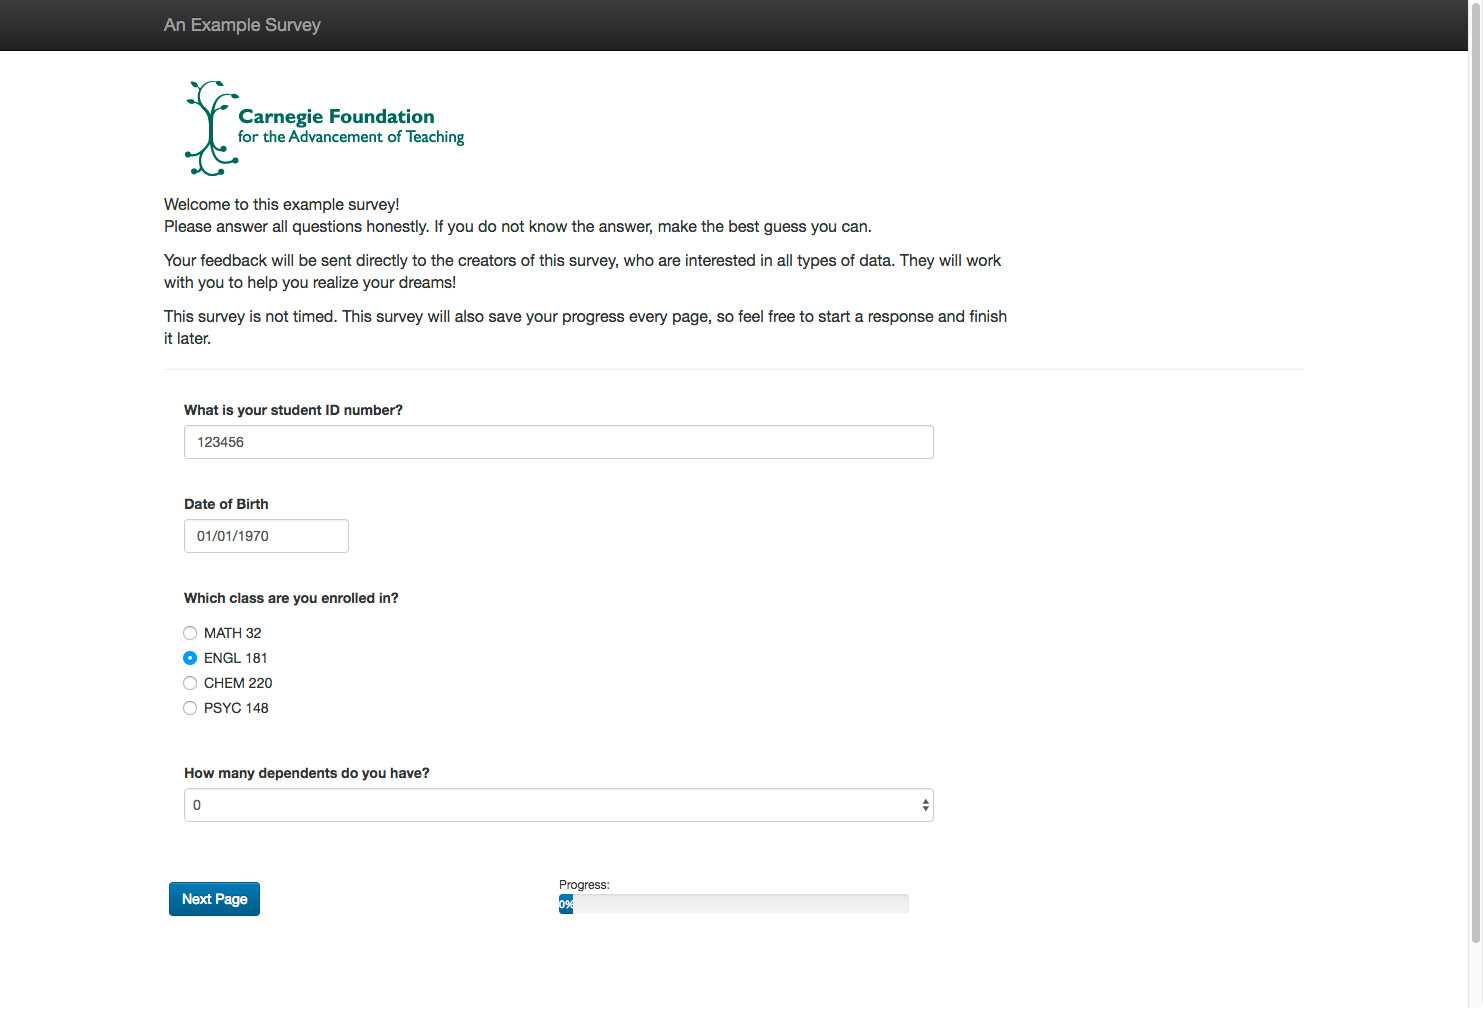 An Example Survey
Carnegie Foundation
for the Advancement of Teaching
Welcome to this example survey!
Please answer all questions honestly. If you do not know the answer, make the best guess you can.
Your feedback will be sent directly to the creators of this survey, who are interested in all types of data. They will work
with you to help you realize your dreams!
This survey is not timed. This survey will also save your progress every page, so feel free to start a response and finish
it later.
What is your student ID number?
123456
Date of Birth
01/01/1970
Which class are you enrolled in?
MATH 32
ENGL 181
CHEM 220
PSYC 148
How many dependents do you have?
0
Next Page
Progress:
0%